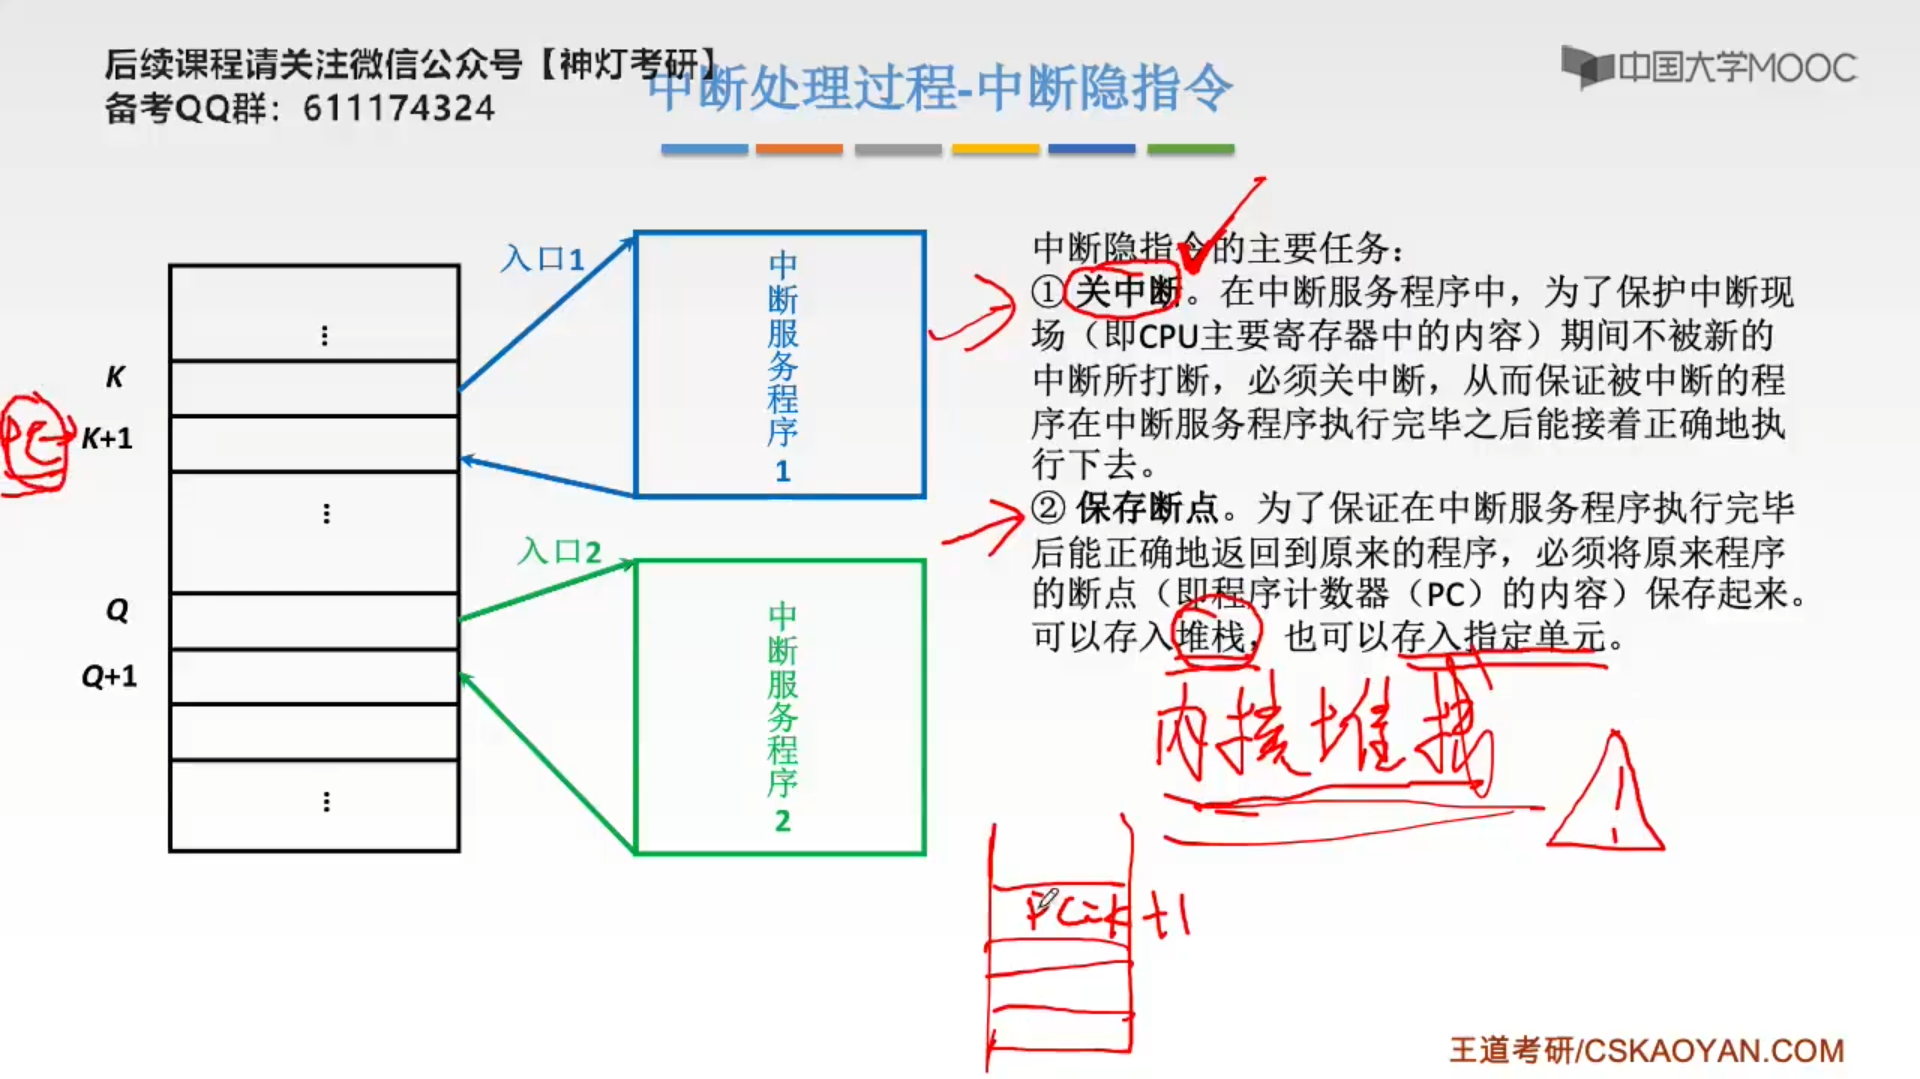 后续课程请关注微信公众号【神灯考研】
备考QQ群：611174324
中断处理过程-中断隐指令
中国大学MOOC
入口1
中断服务程序1
K
K+1
PC
入口2
中断服务程序2
Q
Q+1
中断隐指令的主要任务：
① 关中断。在中断服务程序中，为了保护中断现
场（即CPU主要寄存器中的内容）期间不被新的
中断所打断，必须关中断，从而保证被中断的程
序在中断服务程序执行完毕之后能接着正确地执
行下去。
② 保存断点。为了保证在中断服务程序执行完毕
后能正确地返回到原来的程序，必须将原来程序
的断点（即程序计数器（PC）的内容）保存起来。
可以存入堆栈，也可以存入指定单元。
堆栈
!
PC=K+1
王道考研/CSKAOYAN.COM